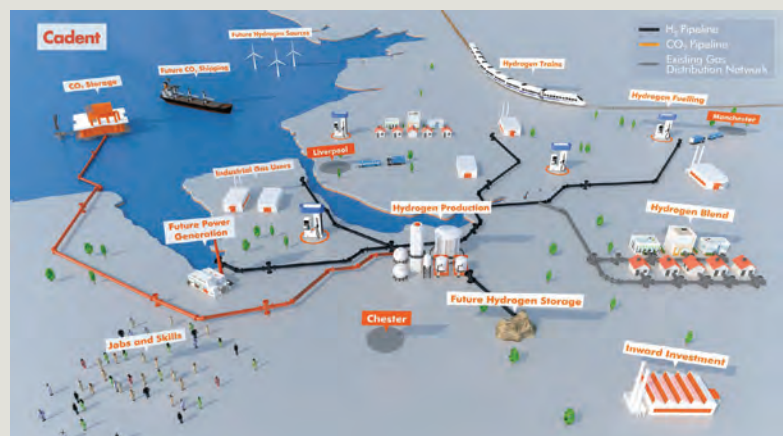 Cadent
Future Hydrogen Sources
H₂ Pipeline
CO₂ Pipeline
Existing Gas
Distribution Network
CO₂ Storage
Future CO₂ Shipping
Hydrogen Trains
Hydrogen Fuelling
Manchester
Liverpool
Industrial Gas Users
Hydrogen Production
Future Power
Generation
Hydrogen Blend
Future Hydrogen Storage
Chester
Jobs and Skills
Inward Investment